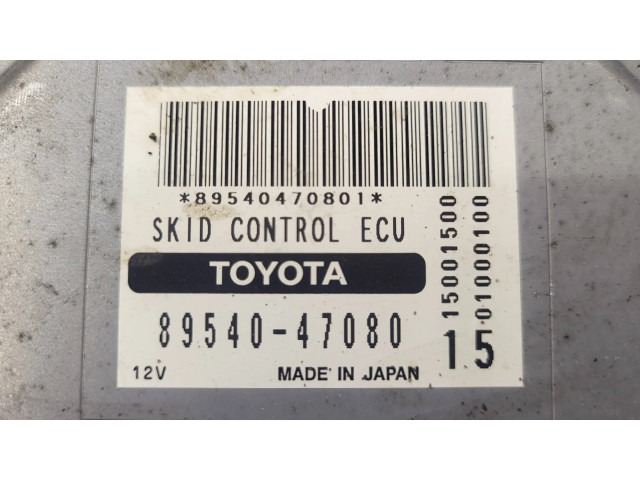 *89540470801*
SKID CONTROL ECU
TOYOTA
89540-47080
12V MADE IN JAPAN
15
15001500
01000100